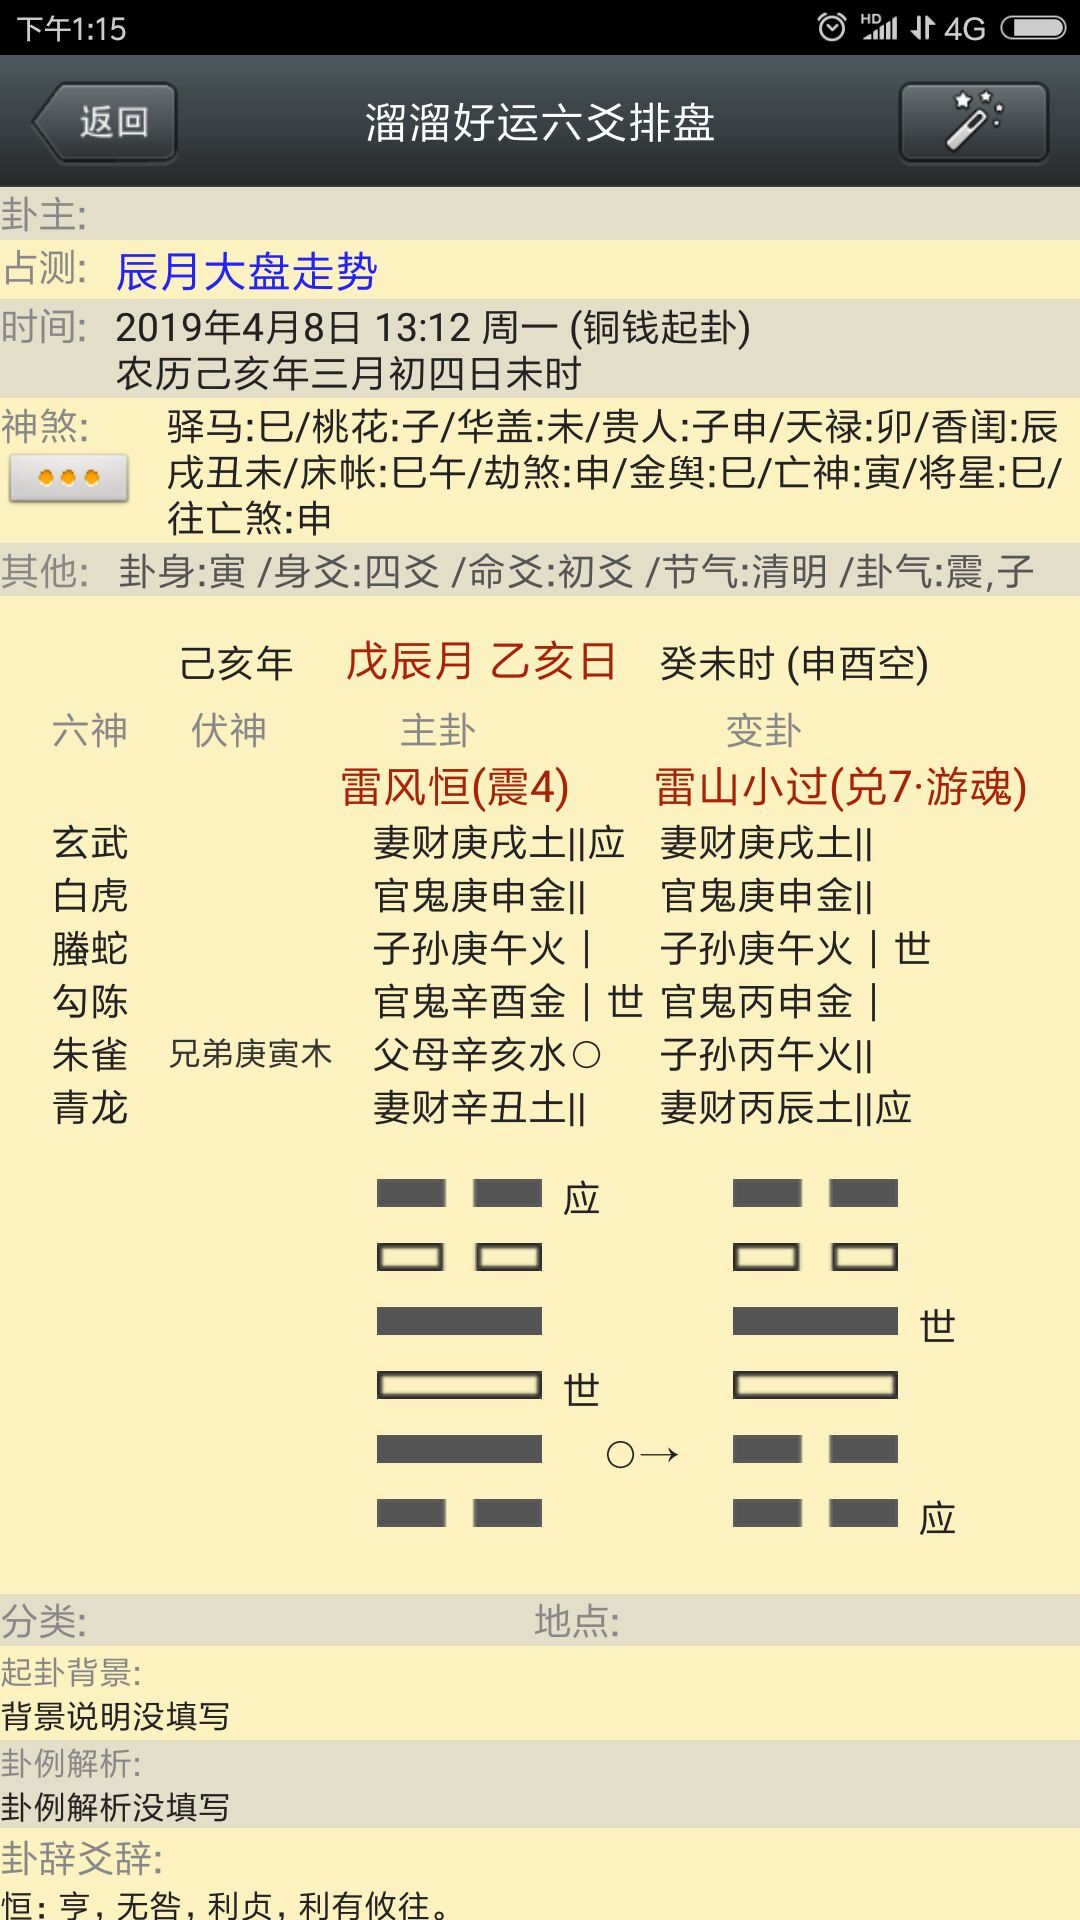 下午1:15 HD 4G
返回 溜溜好运六爻排盘
卦主:
占测: 辰月大盘走势
时间: 2019年4月8日 13:12 周一 (铜钱起卦)
农历己亥年三月初四日未时
神煞: 驿马:巳/桃花:子/华盖:未/贵人:子申/天禄:卯/香闺:辰
戌丑未/床帐:巳午/劫煞:申/金舆:巳/亡神:寅/将星:巳/
往亡煞:申
其他: 卦身:寅 /身爻:四爻 /命爻:初爻 /节气:清明 /卦气:震,子
己亥年 戊辰月 乙亥日 癸未时 (申酉空)
六神 伏神 主卦 变卦
雷风恒(震4) 雷山小过(兑7·游魂)
玄武 妻财庚戌土||应 妻财庚戌土||
白虎 官鬼庚申金|| 官鬼庚申金||
螣蛇 子孙庚午火| 子孙庚午火|世
勾陈 官鬼辛酉金|世 官鬼丙申金|
朱雀 兄弟庚寅木 父母辛亥水○ 子孙丙午火||
青龙 妻财辛丑土|| 妻财丙辰土||应
应
世
世
○→
应
分类: 地点:
起卦背景:
背景说明没填写
卦例解析:
卦例解析没填写
卦辞爻辞:
恒：亨，无咎，利贞，利有攸往。